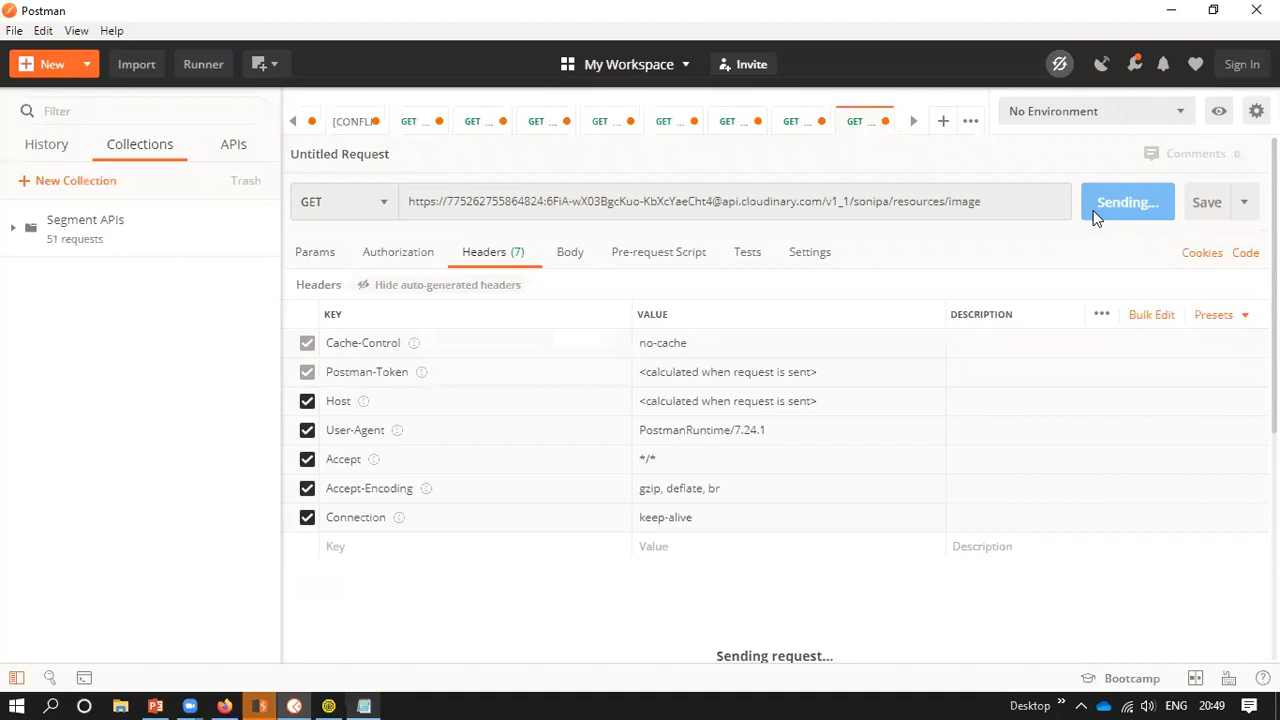 Postman
File Edit View Help
New Import Runner My Workspace Invite Sign In
Filter
[CONFLI GET ... GET ... GET ... GET ... GET ... GET ... GET ... GET ... No Environment
History Collections APIs
Untitled Request Comments 0
New Collection Trash
GET https://775262755864824:6FiA-wX03BgcKuo-KbXcYaeCht4@api.cloudinary.com/v1_1/sonipa/resources/image Sending... Save
Segment APIs
51 requests
Params Authorization Headers (7) Body Pre-request Script Tests Settings Cookies Code
Headers Hide auto-generated headers
KEY VALUE DESCRIPTION Bulk Edit Presets
Cache-Control no-cache
Postman-Token <calculated when request is sent>
Host <calculated when request is sent>
User-Agent PostmanRuntime/7.24.1
Accept */*
Accept-Encoding gzip, deflate, br
Connection keep-alive
Key Value Description
Sending request...
Bootcamp
Desktop ENG 20:49